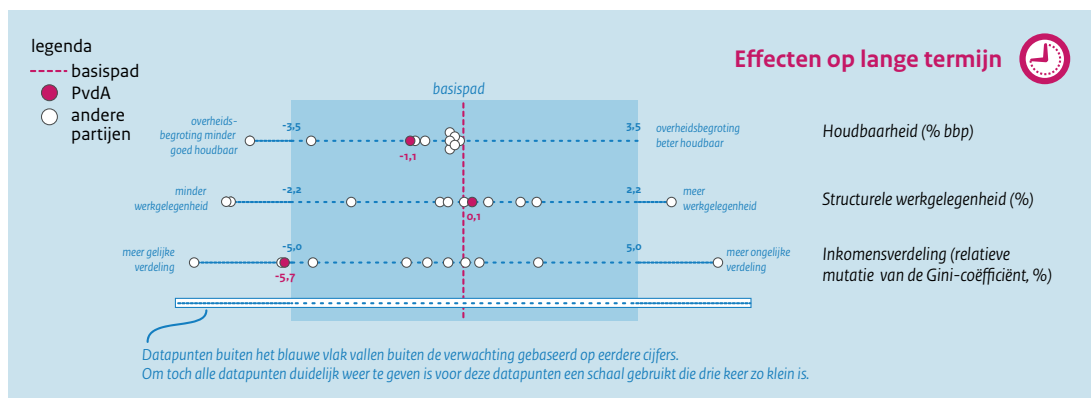 legenda
basispad
PvdA
andere
partijen
Effecten op lange termijn
basispad
overheids-
begroting minder
goed houdbaar
-3,5
3,5
overheidsbegroting
beter houdbaar
-1,1
Houdbaarheid (% bbp)
minder
werkgelegenheid
-2,2
2,2
meer
werkgelegenheid
0,1
Structurele werkgelegenheid (%)
meer gelijke
verdeling
-5,0
5,0
meer ongelijke
verdeling
-5,7
Inkomensverdeling (relatieve
mutatie van de Gini-coëfficiënt, %)
Datapunten buiten het blauwe vlak vallen buiten de verwachting gebaseerd op eerdere cijfers.
Om toch alle datapunten duidelijk weer te geven is voor deze datapunten een schaal gebruikt die drie keer zo klein is.